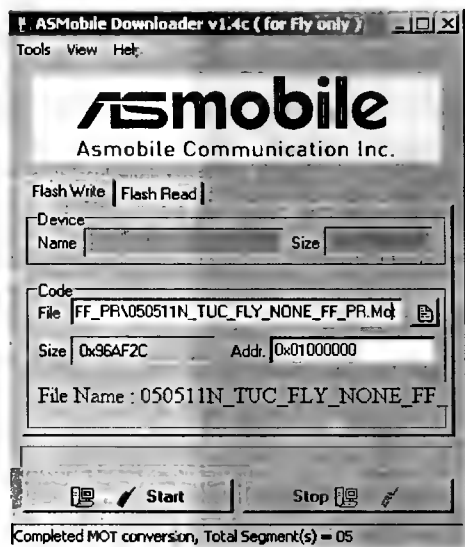 ASMobile Downloader v1.4c ( for Fly only )
Tools View Help
Asmobile
Asmobile Communication Inc.
Flash Write Flash Read
Device
Name Size
Code
File FF_PR\050511N_TUC_FLY_NONE_FF_PR.Mot
Size 0x96AF2C Addr. 0x01000000
File Name : 050511N_TUC_FLY_NONE_FF_
Start Stop
Completed MOT conversion, Total Segment(s) = 05